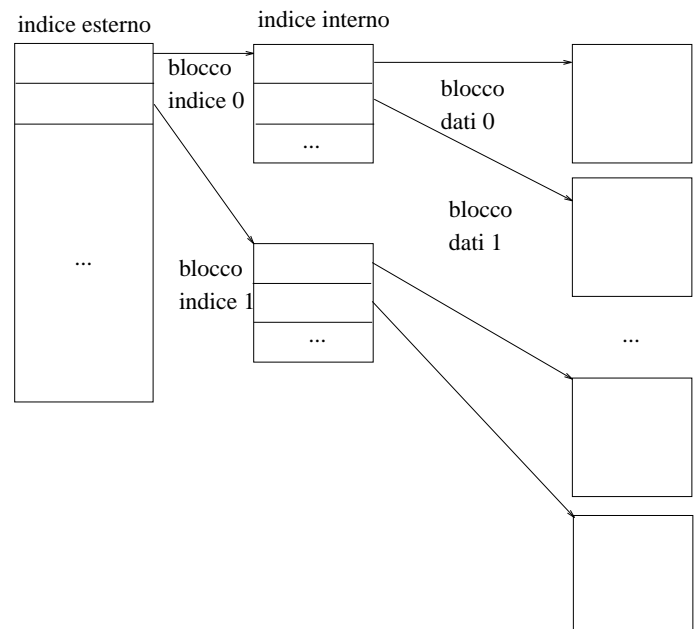 indice esterno
indice interno
blocco
indice 0
blocco
dati 0
...
blocco
dati 1
...
blocco
indice 1
...
...